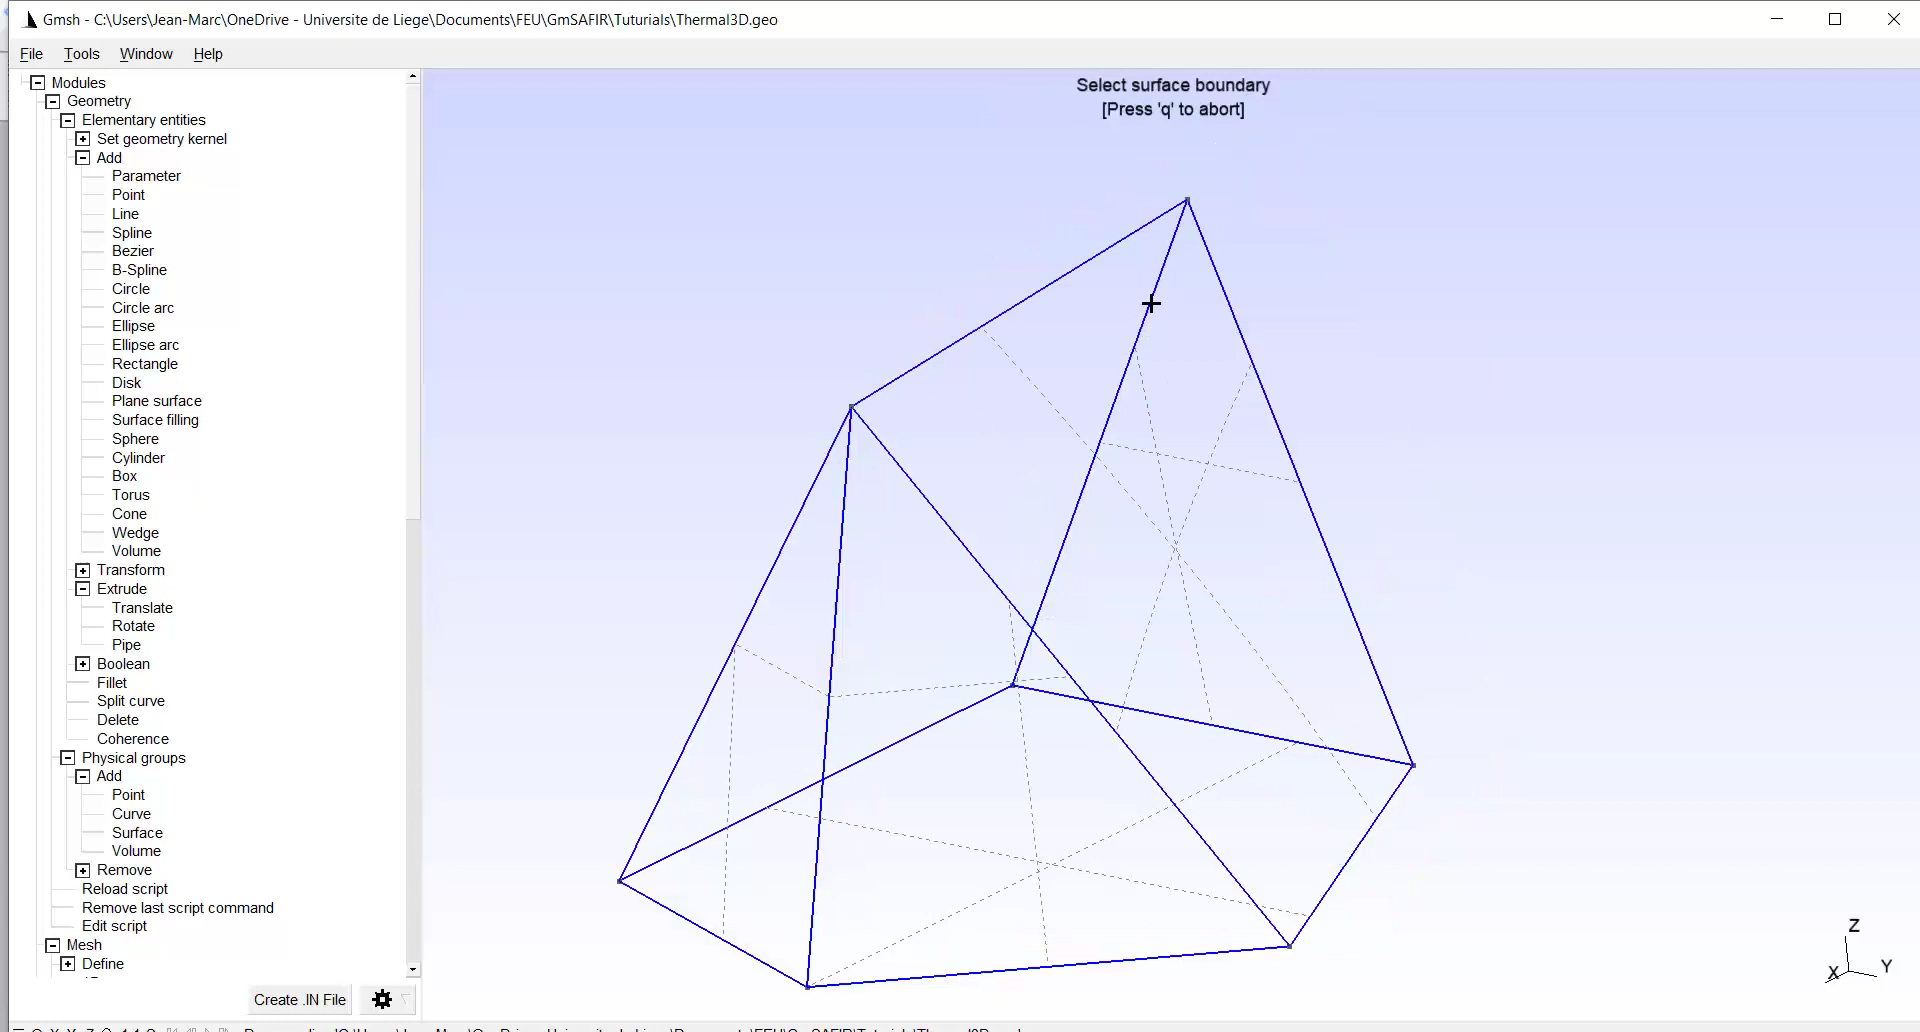 Gmsh - C:\Users\Jean-Marc\OneDrive - Universite de Liege\Documents\FEU\GmSAFIR\Tuturials\Thermal3D.geo
File Tools Window Help
Select surface boundary
[Press 'q' to abort]
Modules
Geometry
Elementary entities
Set geometry kernel
Add
Parameter
Point
Line
Spline
Bezier
B-Spline
Circle
Circle arc
Ellipse
Ellipse arc
Rectangle
Disk
Plane surface
Surface filling
Sphere
Cylinder
Box
Torus
Cone
Wedge
Volume
Transform
Extrude
Translate
Rotate
Pipe
Boolean
Fillet
Split curve
Delete
Coherence
Physical groups
Add
Point
Curve
Surface
Volume
Remove
Reload script
Remove last script command
Edit script
Mesh
Define
Create .IN File
Z
Y
X